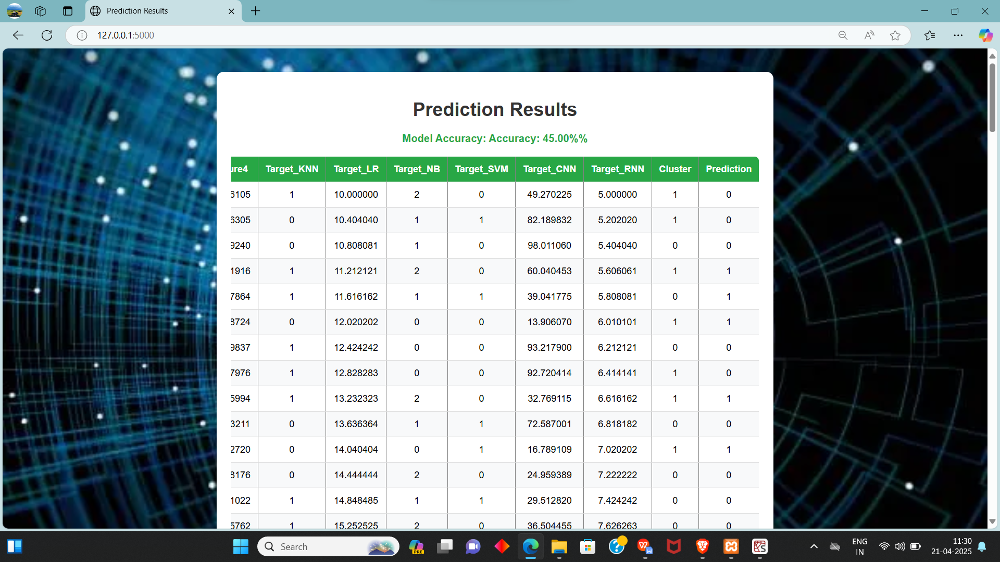 Prediction Results
127.0.0.1:5000
Prediction Results
Model Accuracy: Accuracy: 45.00%%
ure4 Target_KNN Target_LR Target_NB Target_SVM Target_CNN Target_RNN Cluster Prediction
6105 1 10.000000 2 0 49.270225 5.000000 1 0
6305 0 10.404040 1 1 82.189832 5.202020 1 0
9240 0 10.808081 1 0 98.011060 5.404040 0 0
1916 1 11.212121 2 0 60.040453 5.606061 1 1
7864 1 11.616162 1 1 39.041775 5.808081 0 1
8724 0 12.020202 0 0 13.906070 6.010101 1 1
9837 1 12.424242 0 0 93.217900 6.212121 0 0
7976 1 12.828283 0 0 92.720414 6.414141 1 0
5994 1 13.232323 2 0 32.769115 6.616162 1 1
3211 0 13.636364 1 1 72.587001 6.818182 0 0
2720 0 14.040404 0 1 16.789109 7.020202 1 1
8176 0 14.444444 2 0 24.959389 7.222222 0 0
1022 1 14.848485 1 1 29.512820 7.424242 0 0
5762 1 15.252525 2 0 36.504455 7.626263 0 0
Search
PRE
ENG
IN
11:30
21-04-2025